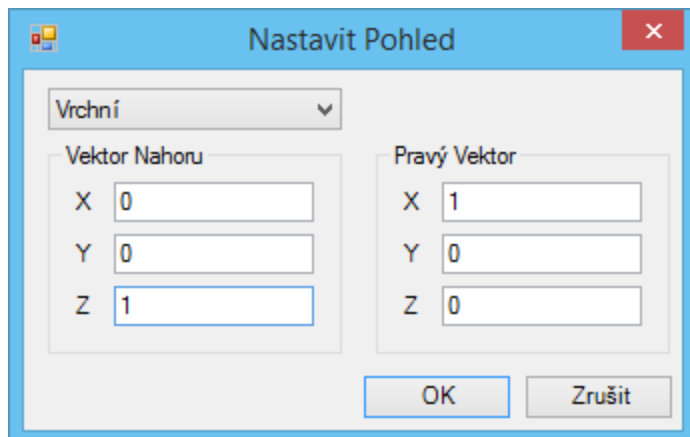 Nastavit Pohled
Vrchní
Vektor Nahoru
X 0
Y 0
Z 1
Pravý Vektor
X 1
Y 0
Z 0
OK
Zrušit